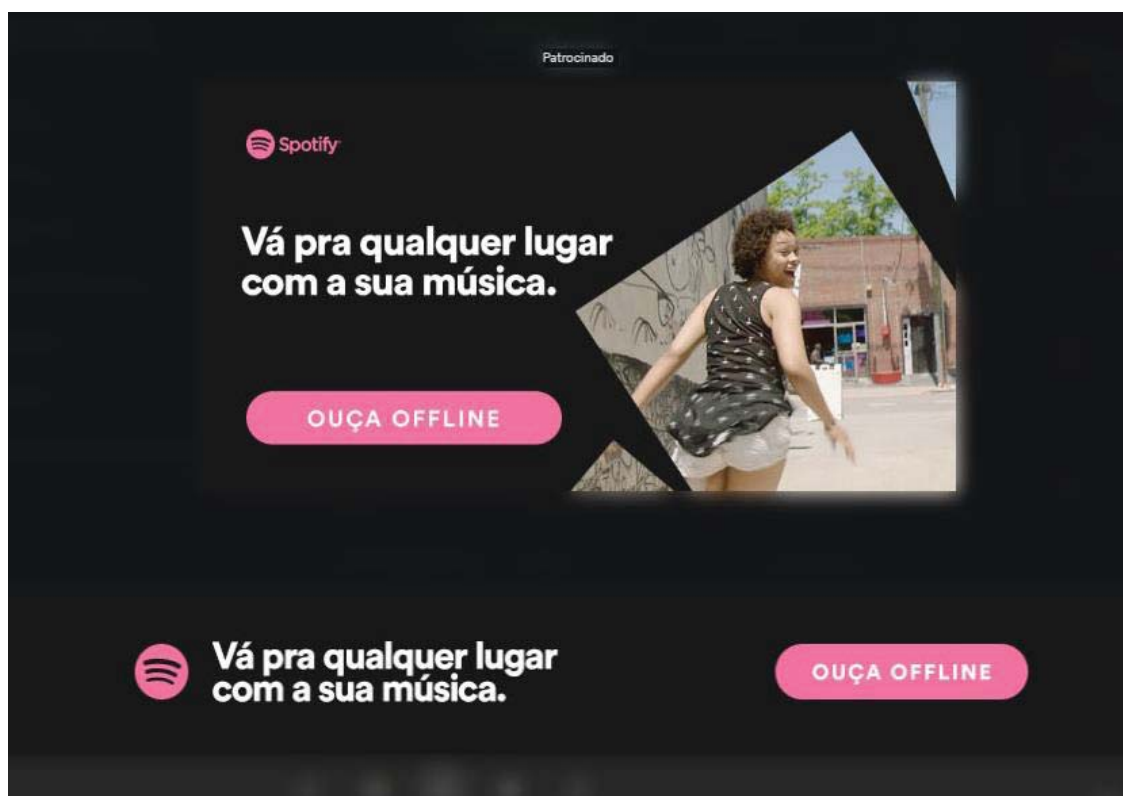 Patrocinado
Spotify
Vá pra qualquer lugar
com a sua música.
OUÇA OFFLINE
Vá pra qualquer lugar
com a sua música.
OUÇA OFFLINE